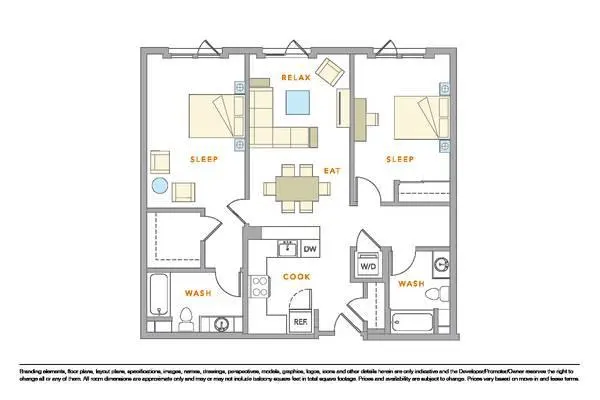 RELAX
SLEEP
EAT
SLEEP
DW
COOK
W/D
WASH
WASH
REF.
Branding elements, floor plans, layout plans, specifications, images, names, drawings, perspectives, models, graphics, logos, icons and other details herein are only indicative and the Developer/Promoter/Owner reserves the right to
change all or any of them. All room dimensions are approximate only and may or may not include balcony square feet in total square footage. Prices and availability are subject to change. Prices vary based on move-in and lease terms.